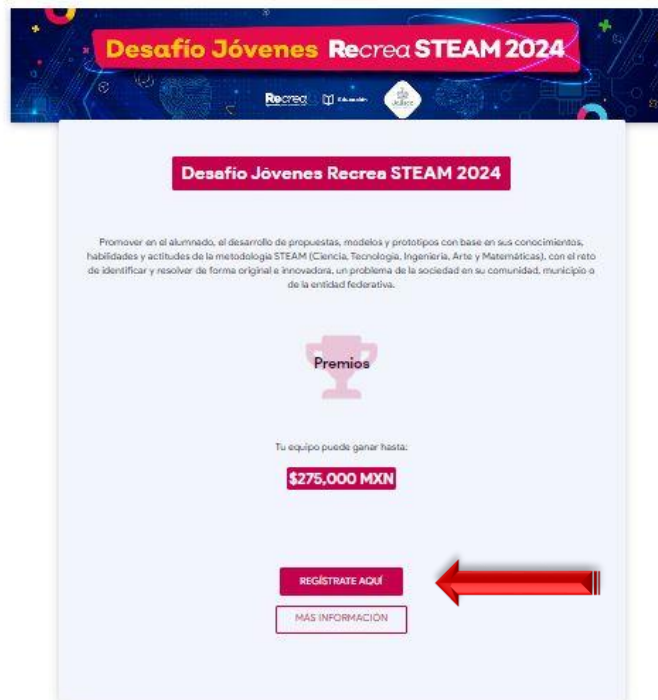 Desafío Jóvenes Recrea STEAM 2024
Recrea Educación Jalisco
Desafío Jóvenes Recrea STEAM 2024
Promover en el alumnado, el desarrollo de propuestas, modelos y prototipos con base en sus conocimientos,
habilidades y actitudes de la metodología STEAM (Ciencia, Tecnología, Ingeniería, Arte y Matemáticas), con el reto
de identificar y resolver de forma original e innovadora, un problema de la sociedad en su comunidad, municipio o
de la entidad federativa.
Premios
Tu equipo puede ganar hasta:
$275,000 MXN
REGÍSTRATE AQUÍ
MÁS INFORMACIÓN